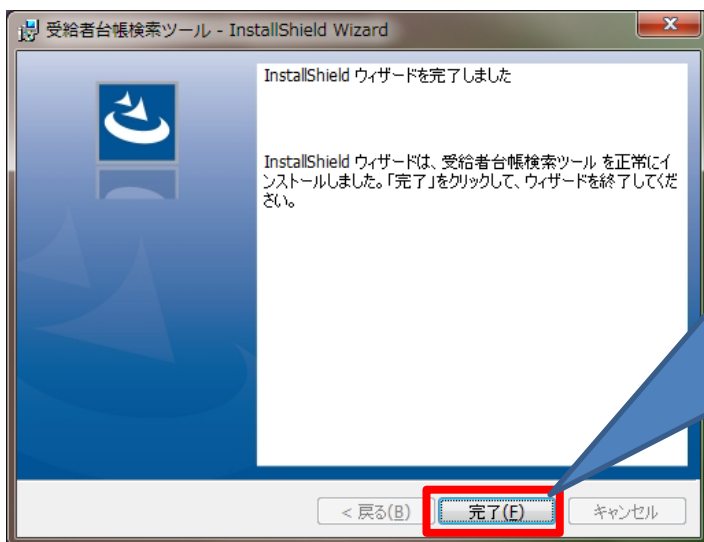 受給者台帳検索ツール - InstallShield Wizard
InstallShield ウィザードを完了しました
InstallShield ウィザードは、受給者台帳検索ツール を正常にイ
ンストールしました。「完了」をクリックして、ウィザードを終了してくだ
さい。
< 戻る(B) 完了(F) キャンセル